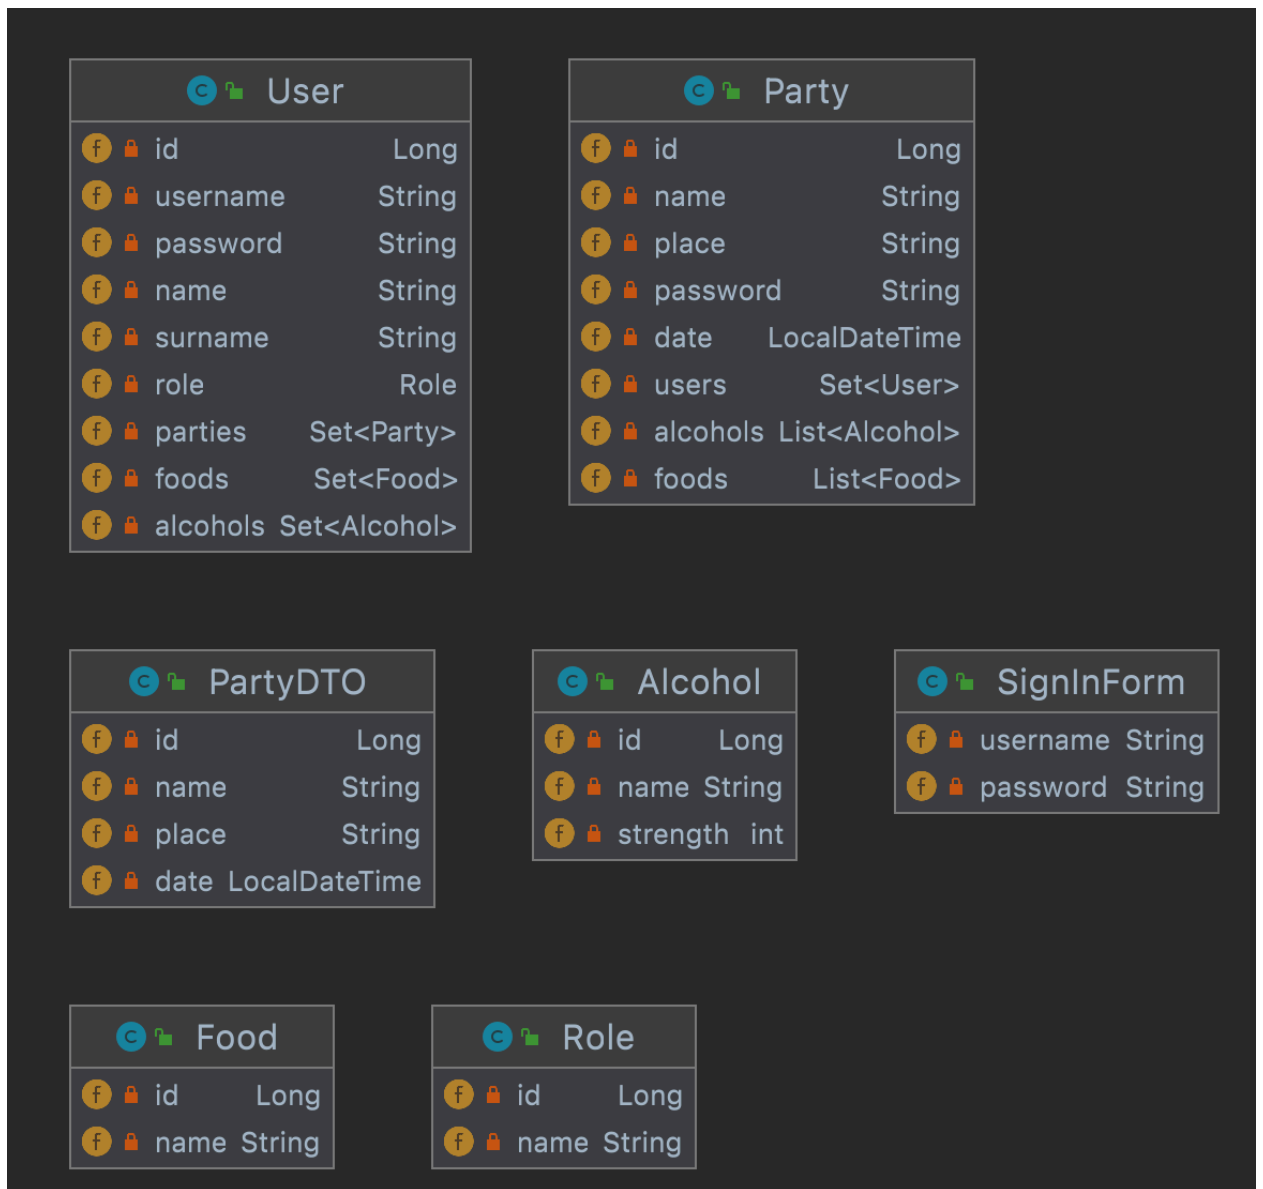 User
id Long
username String
password String
name String
surname String
role Role
parties Set<Party>
foods Set<Food>
alcohols Set<Alcohol>
Party
id Long
name String
place String
password String
date LocalDateTime
users Set<User>
alcohols List<Alcohol>
foods List<Food>
PartyDTO
id Long
name String
place String
date LocalDateTime
Alcohol
id Long
name String
strength int
SignInForm
username String
password String
Food
id Long
name String
Role
id Long
name String